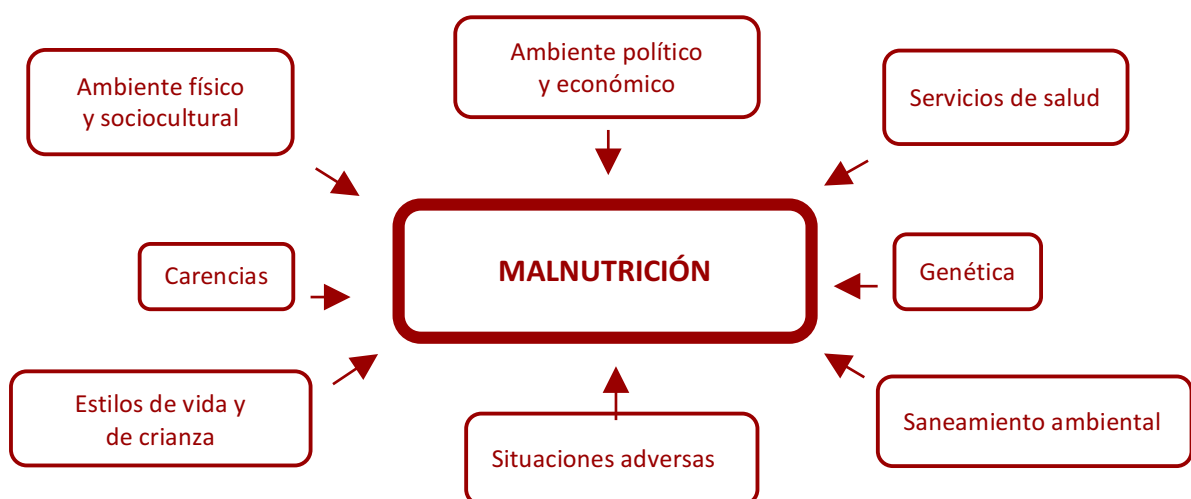 Ambiente físico
y sociocultural
Ambiente político
y económico
Servicios de salud
Carencias
MALNUTRICIÓN
Genética
Estilos de vida y
de crianza
Situaciones adversas
Saneamiento ambiental